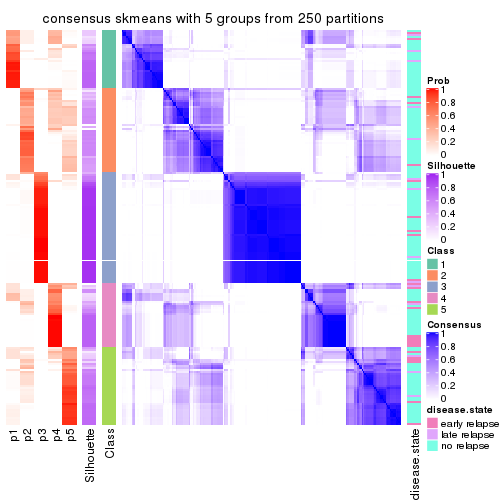 consensus skmeans with 5 groups from 250 partitions
Prob
1
0.8
0.6
0.4
0.2
0
Silhouette
1
0.8
0.6
0.4
0.2
0
Class
1
2
3
4
5
Consensus
1
0.8
0.6
0.4
0.2
0
disease.state
early relapse
late relapse
no relapse
p1
p2
p3
p4
p5
Silhouette
Class
disease.state